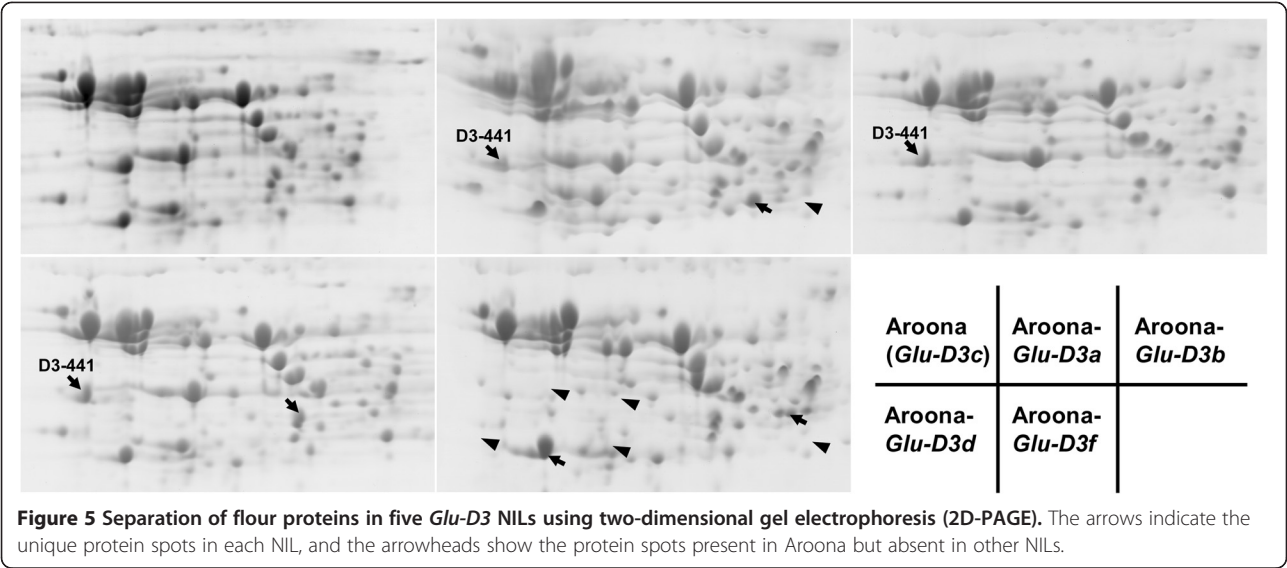 D3-441
D3-441
D3-441
Aroona
(Glu-D3c)
Aroona-
Glu-D3a
Aroona-
Glu-D3b
Aroona-
Glu-D3d
Aroona-
Glu-D3f
Figure 5 Separation of flour proteins in five Glu-D3 NILs using two-dimensional gel electrophoresis (2D-PAGE). The arrows indicate the
unique protein spots in each NIL, and the arrowheads show the protein spots present in Aroona but absent in other NILs.